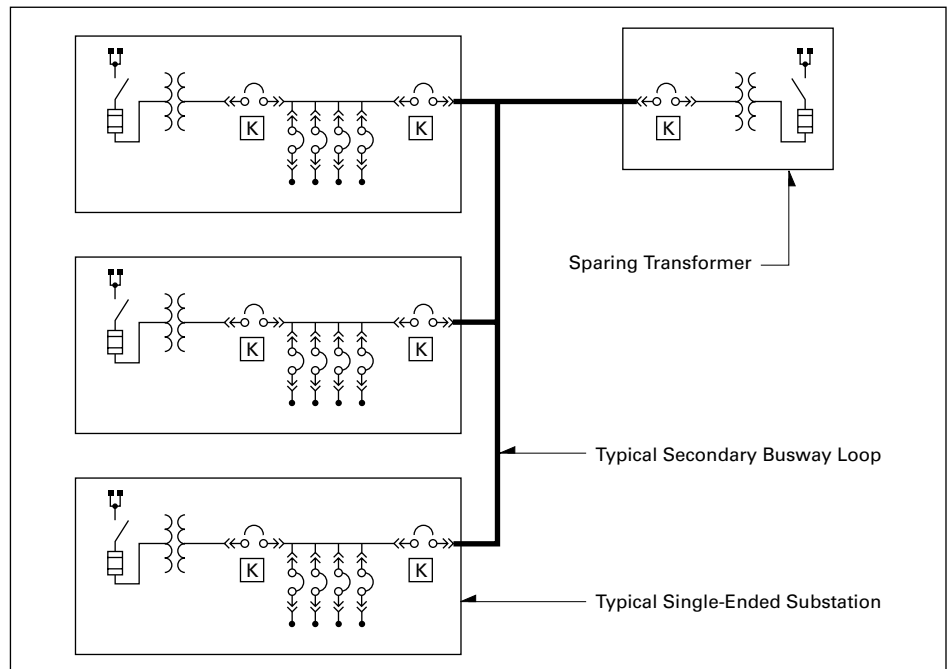 K K K
Sparing Transformer
K K
Typical Secondary Busway Loop
K K
Typical Single-Ended Substation